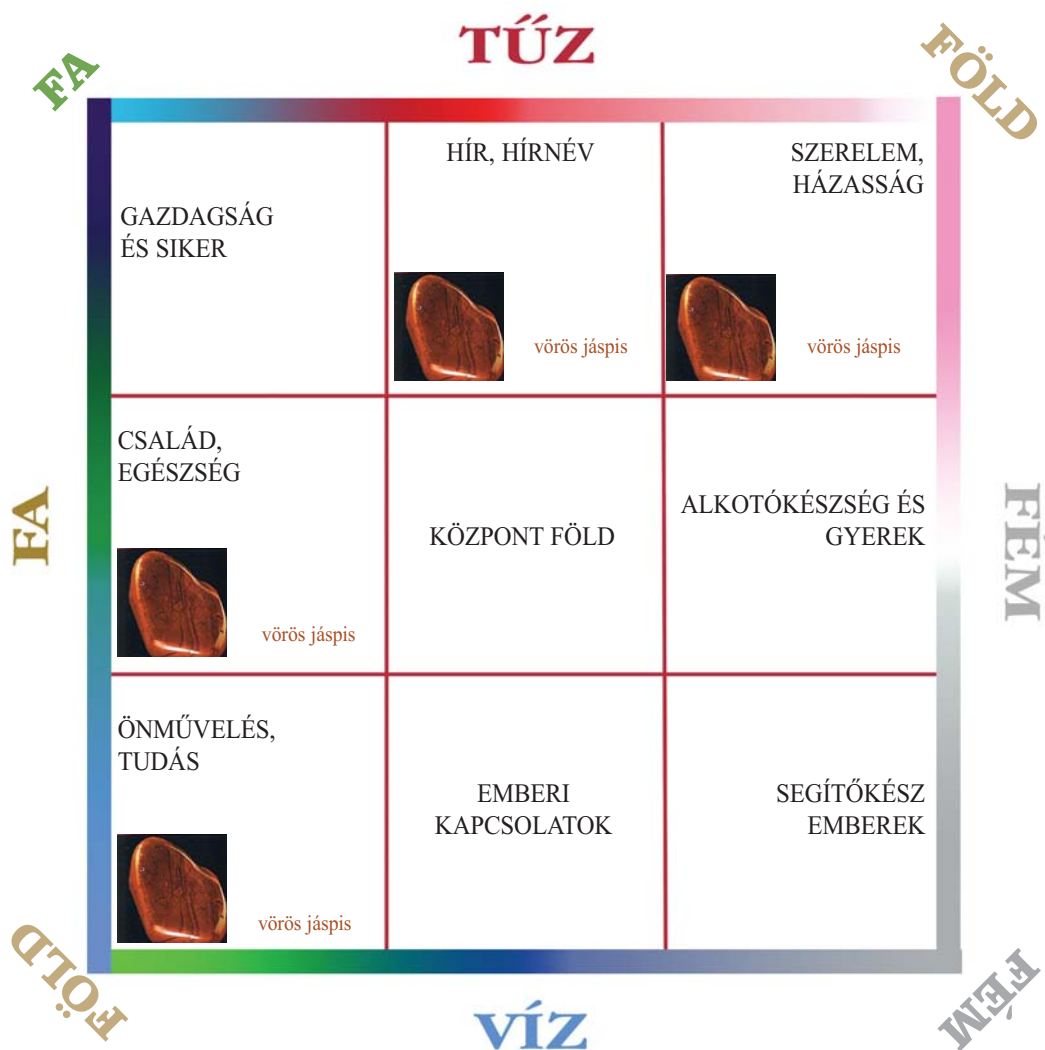 TŰZ
FA
FÖLD
HÍR, HÍRNÉV
SZERELEM,
HÁZASSÁG
GAZDAGSÁG
ÉS SIKER
vörös jáspis
vörös jáspis
CSALÁD,
EGÉSZSÉG
FA
KÖZPONT FÖLD
ALKOTÓKÉSZSÉG ÉS
GYEREK
FÉM
vörös jáspis
ÖNMŰVELÉS,
TUDÁS
EMBERI
KAPCSOLATOK
SEGÍTŐKÉSZ
EMBEREK
vörös jáspis
FÖLD
VÍZ
FÉM